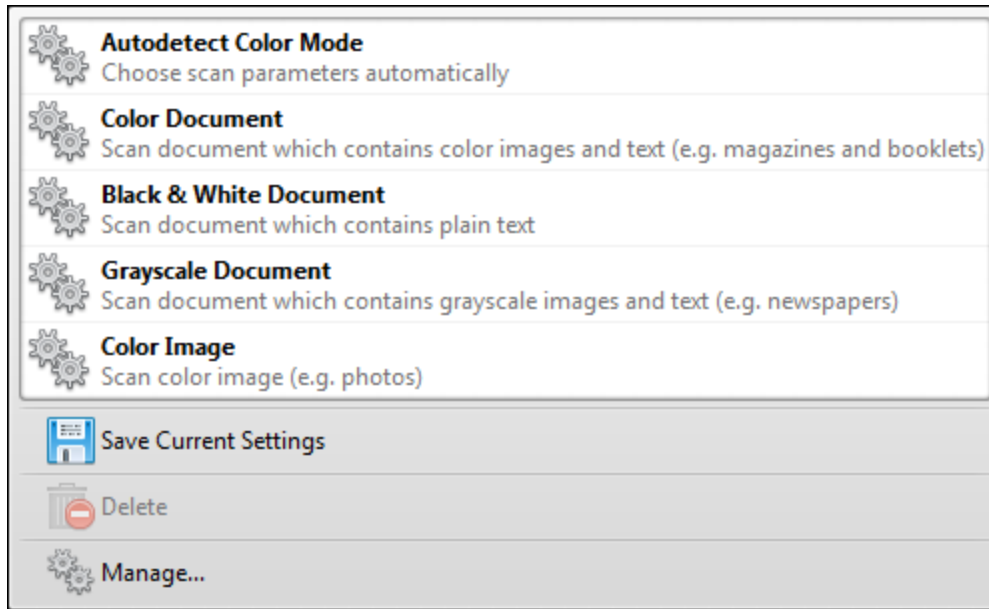 Autodetect Color Mode
Choose scan parameters automatically
Color Document
Scan document which contains color images and text (e.g. magazines and booklets)
Black & White Document
Scan document which contains plain text
Grayscale Document
Scan document which contains grayscale images and text (e.g. newspapers)
Color Image
Scan color image (e.g. photos)
Save Current Settings
Delete
Manage...